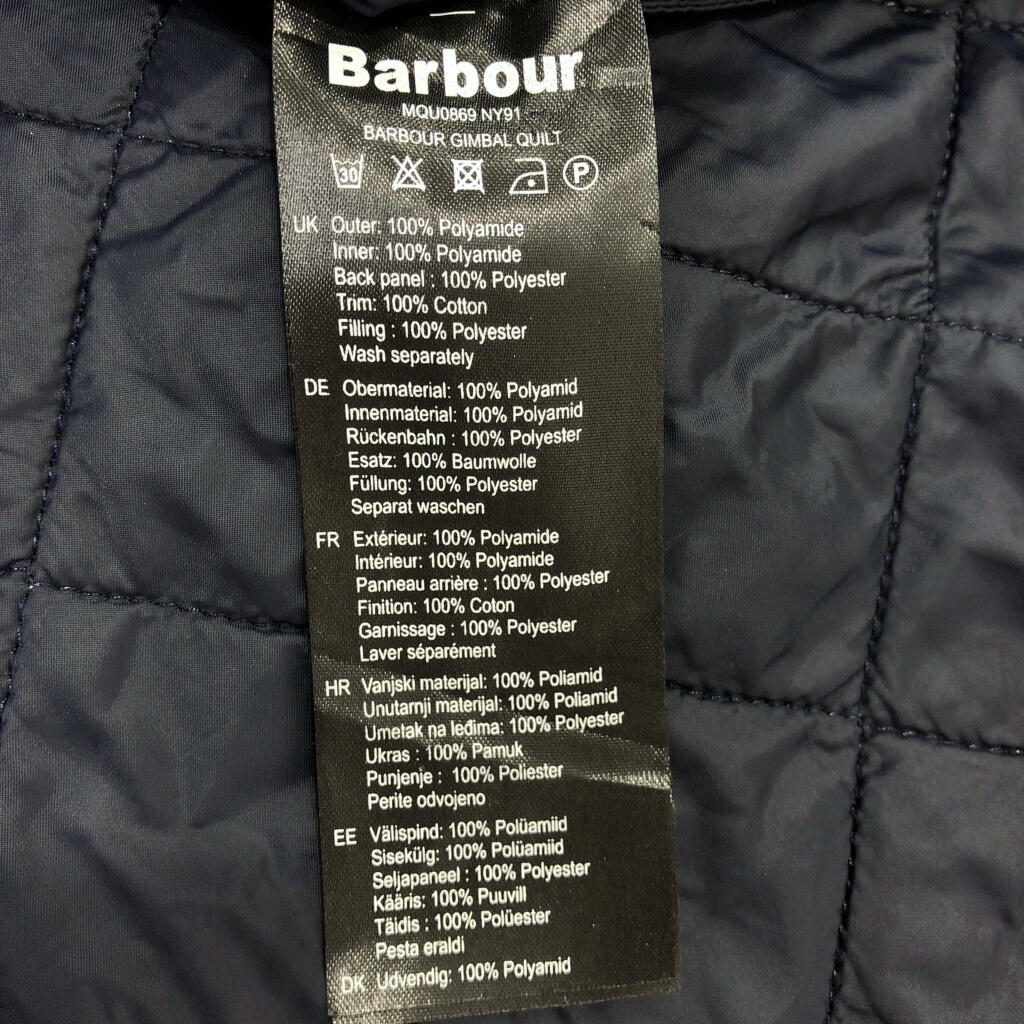 Barbour
MQU0869 NY91
BARBOUR GIMBAL QUILT
30 P
UK Outer: 100% Polyamide
Inner: 100% Polyamide
Back panel : 100% Polyester
Trim: 100% Cotton
Filling : 100% Polyester
Wash separately
DE Obermaterial: 100% Polyamid
Innenmaterial: 100% Polyamid
Rückenbahn : 100% Polyester
Esatz: 100% Baumwolle
Füllung: 100% Polyester
Separat waschen
FR Extérieur: 100% Polyamide
Intérieur: 100% Polyamide
Panneau arrière : 100% Polyester
Finition: 100% Coton
Garnissage : 100% Polyester
Laver séparément
HR Vanjski materijal: 100% Poliamid
Unutarnji materijal: 100% Poliamid
Umetak na leđima: 100% Polyester
Ukras : 100% Pamuk
Punjenje : 100% Poliester
Perite odvojeno
EE Välispind: 100% Polüamiid
Sisekülg: 100% Polüamiid
Seljapaneel : 100% Polyester
Kääris: 100% Puuvill
Täidis : 100% Polüester
Pesta eraldi
DK Udvendig: 100% Polyamid